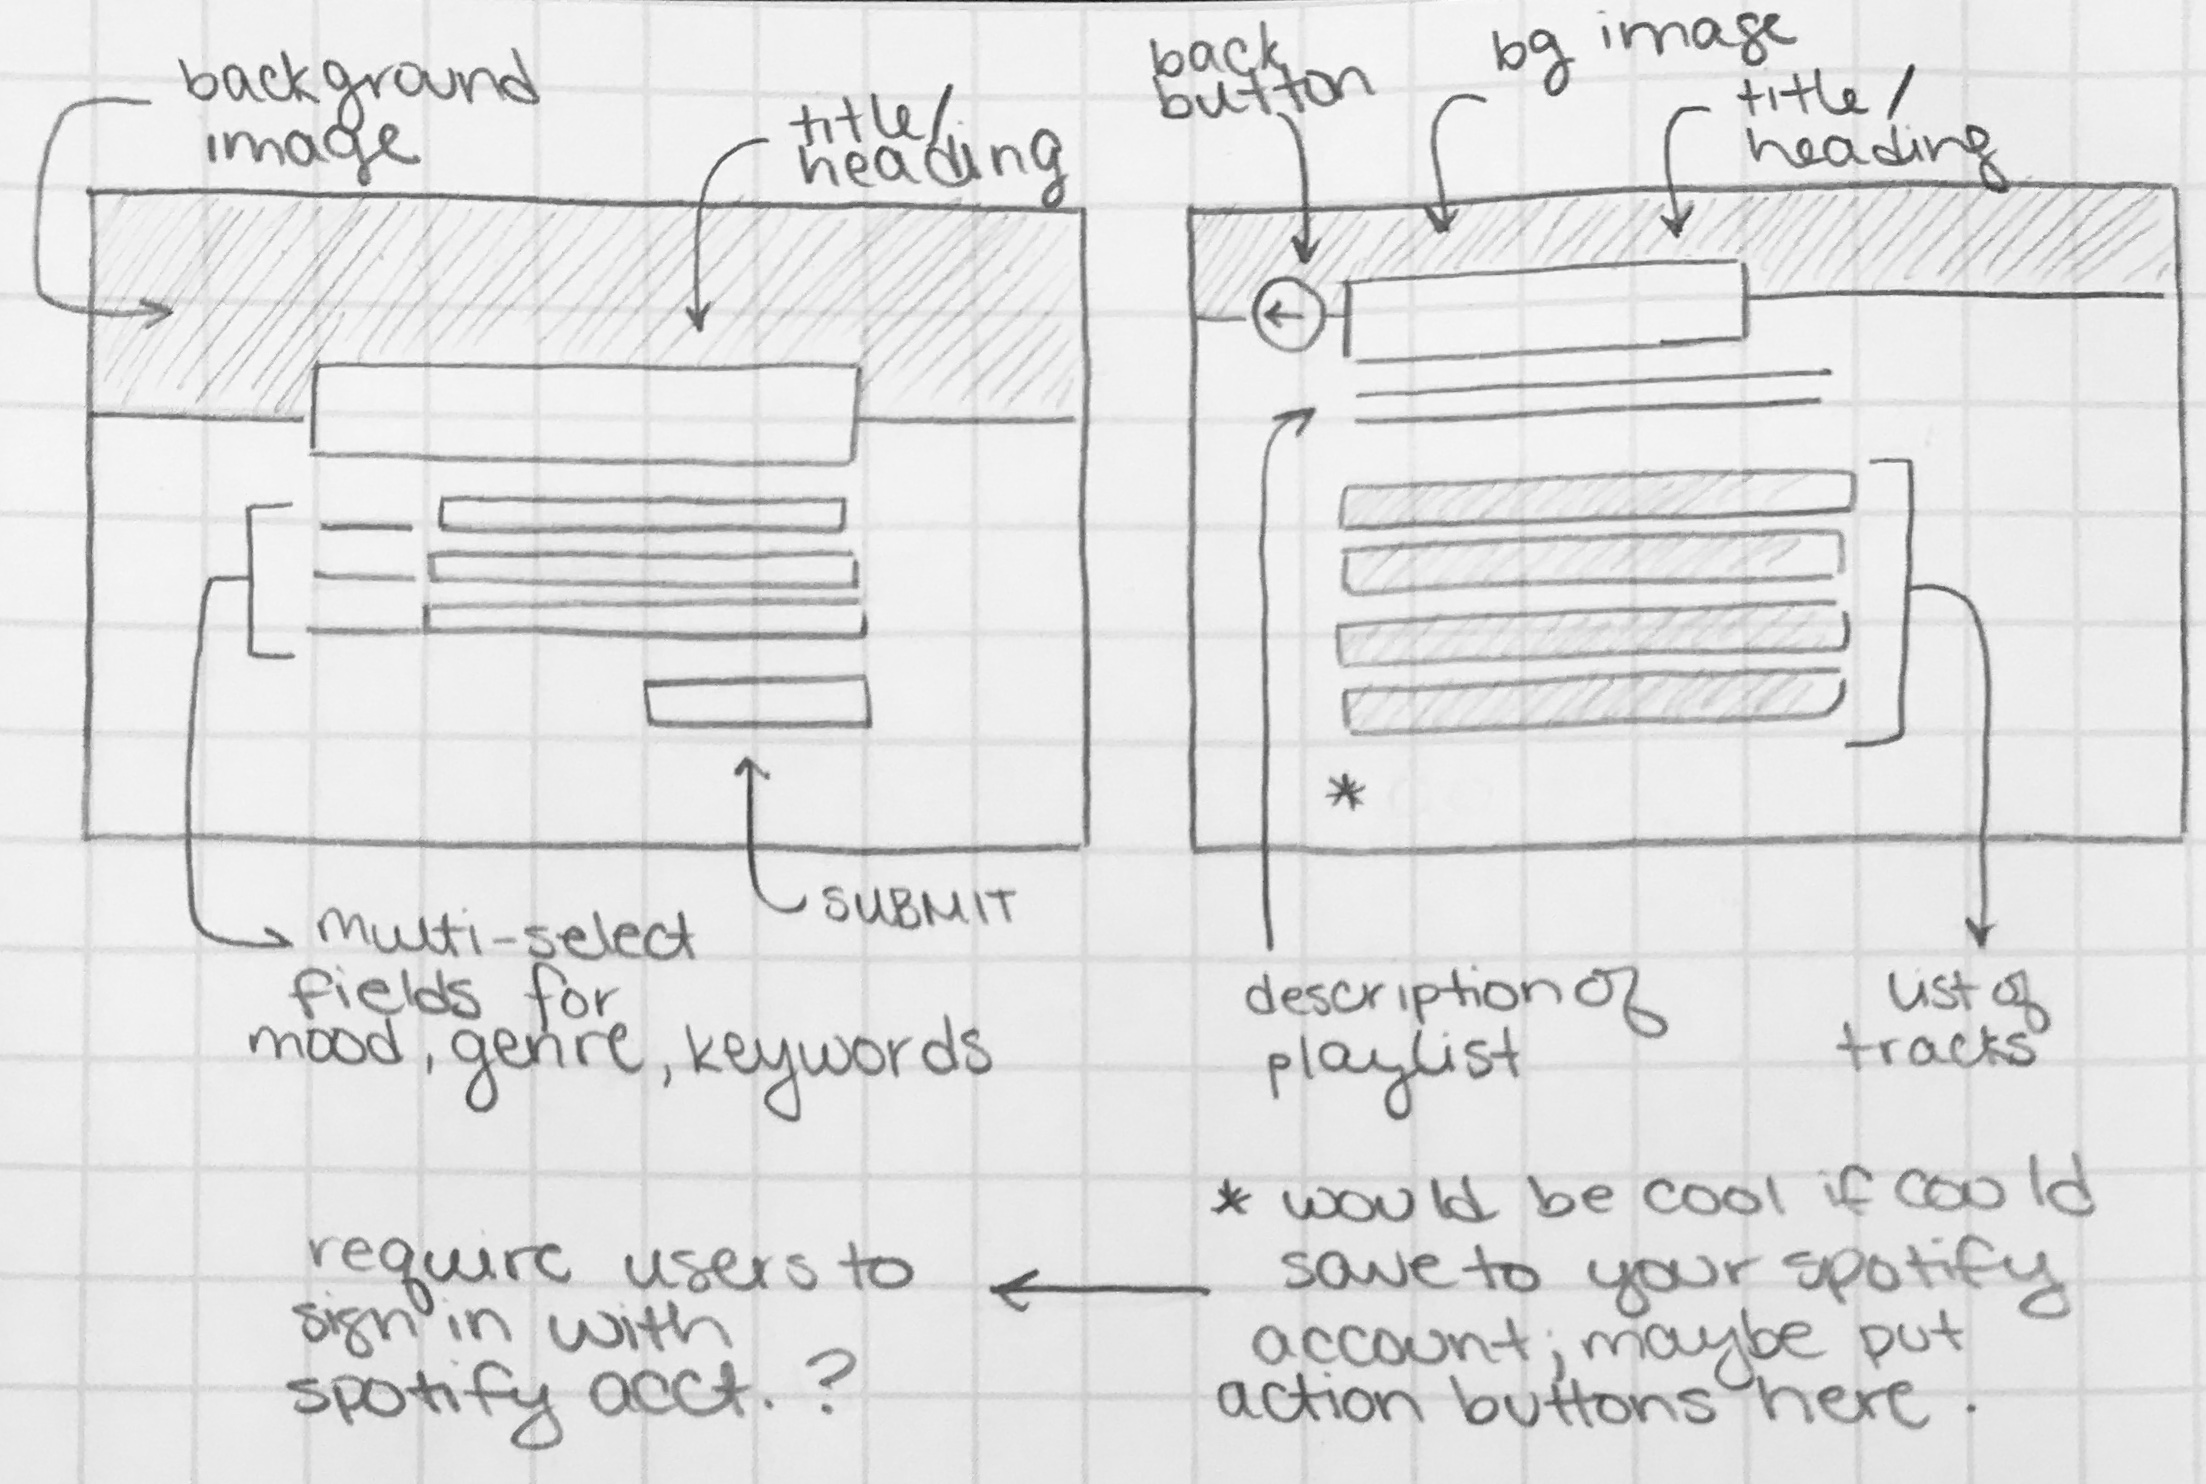 background
image
title/
heading
back
button
bg image
title/
heading
SUBMIT
multi-select
fields for
mood, genre, keywords
description of
playlist
list of
tracks
*
* would be cool if could
save to your spotify
account; maybe put
action buttons here.
require users to
sign in with
spotify acct. ?